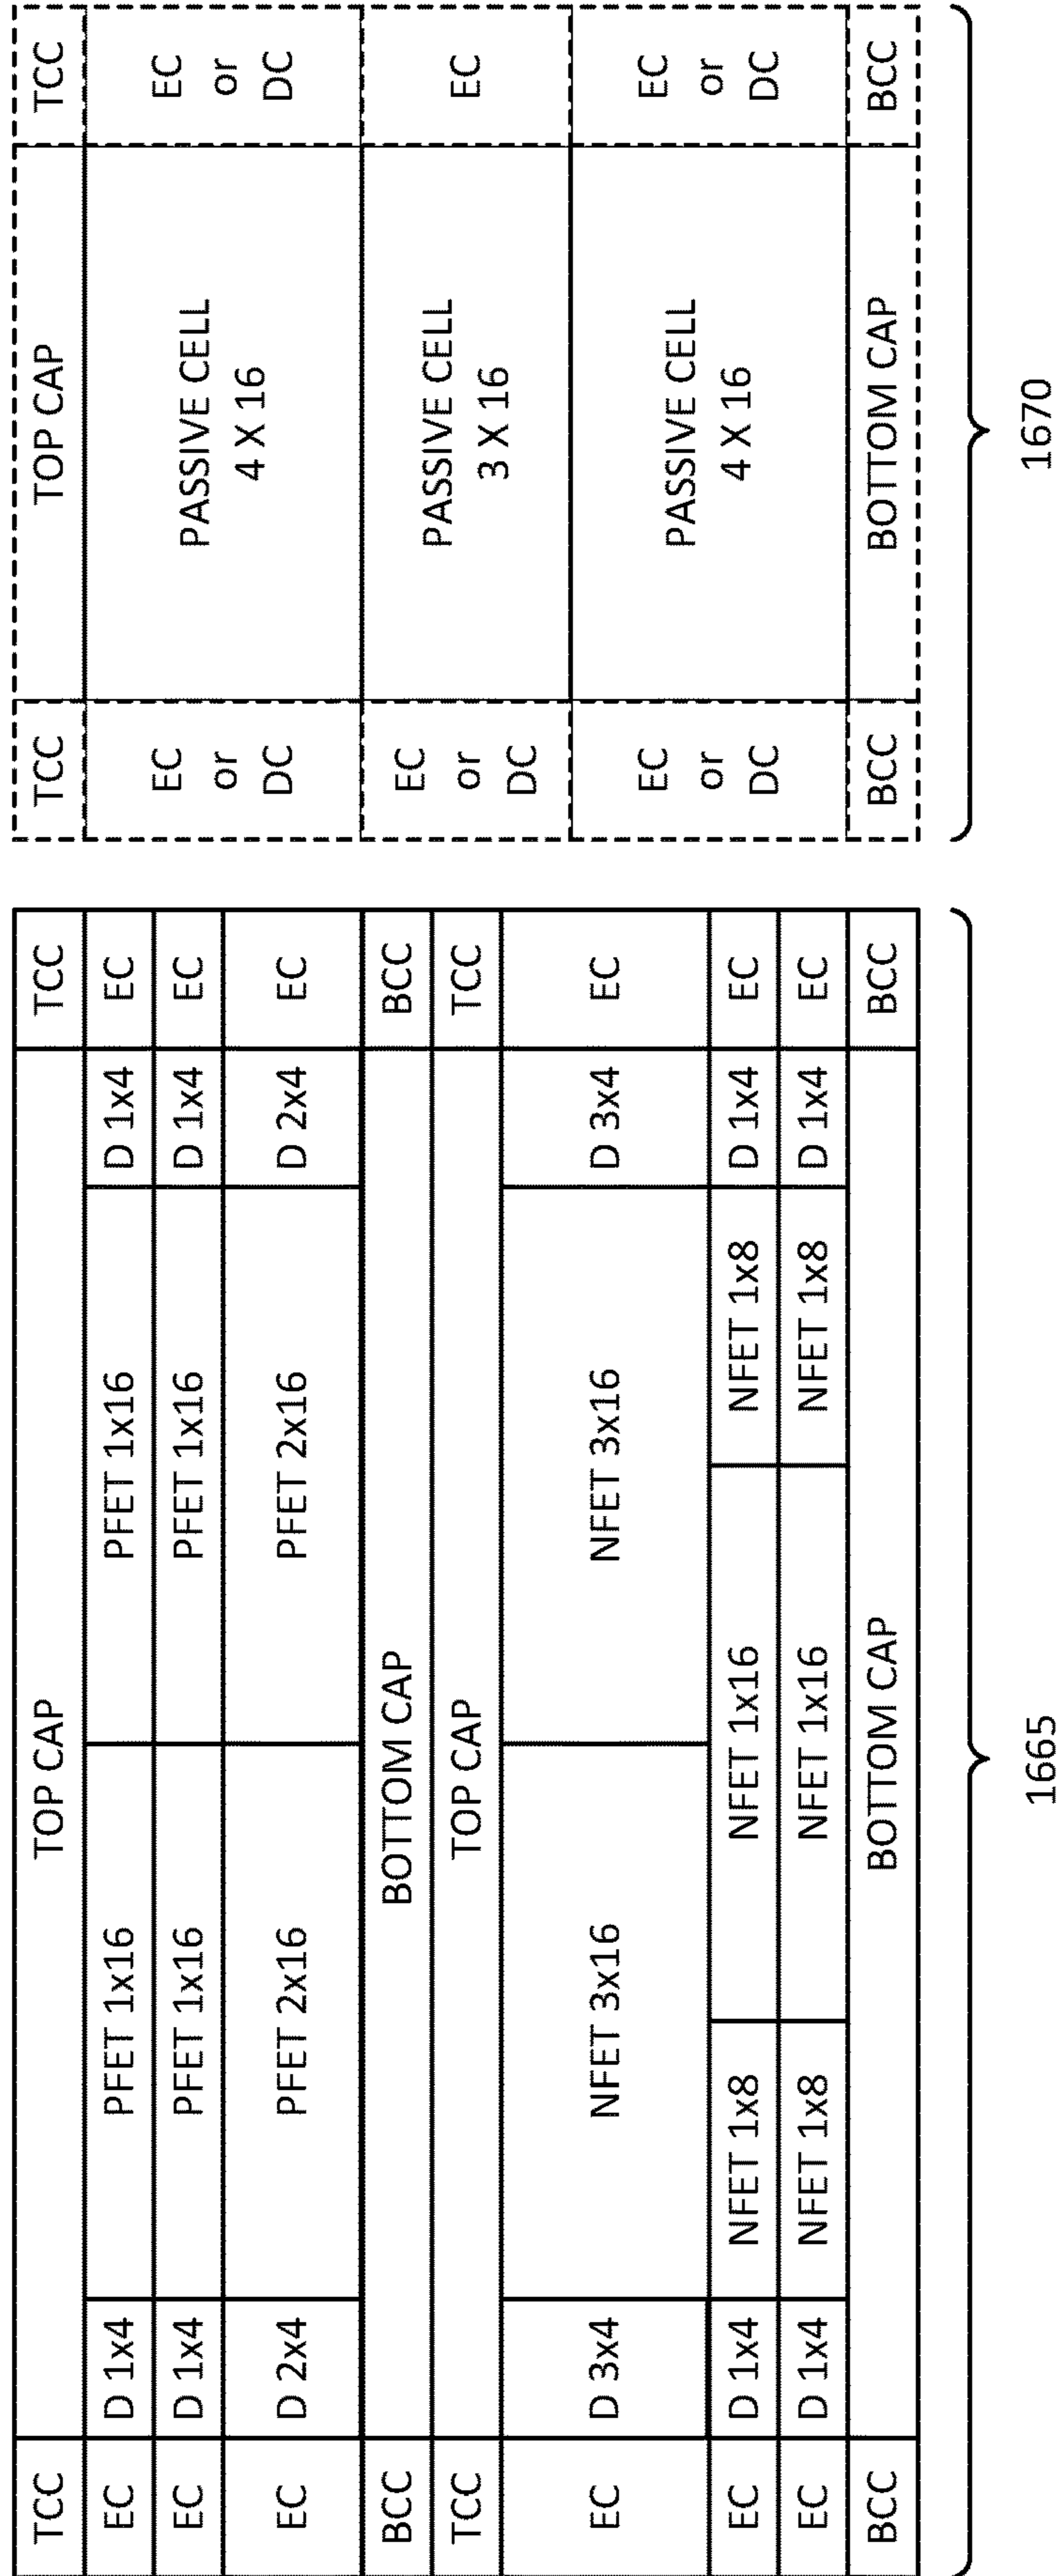 TCC TOP CAP TCC
EC D 1x4 PFET 1x16 PFET 1x16 D 1x4 EC
EC D 1x4 PFET 1x16 PFET 1x16 D 1x4 EC
EC D 2x4 PFET 2x16 PFET 2x16 D 2x4 EC
BCC BOTTOM CAP BCC
TCC TOP CAP TCC
EC D 3x4 NFET 3x16 NFET 3x16 D 3x4 EC
EC D 1x4 NFET 1x8 NFET 1x16 NFET 1x8 D 1x4 EC
EC D 1x4 NFET 1x8 NFET 1x16 NFET 1x8 D 1x4 EC
BCC BOTTOM CAP BCC
1665
TCC TOP CAP TCC
EC
or
DC
PASSIVE CELL
4 X 16
EC
or
DC
EC
or
DC
PASSIVE CELL
3 X 16
EC
EC
or
DC
PASSIVE CELL
4 X 16
EC
or
DC
BCC BOTTOM CAP BCC
1670